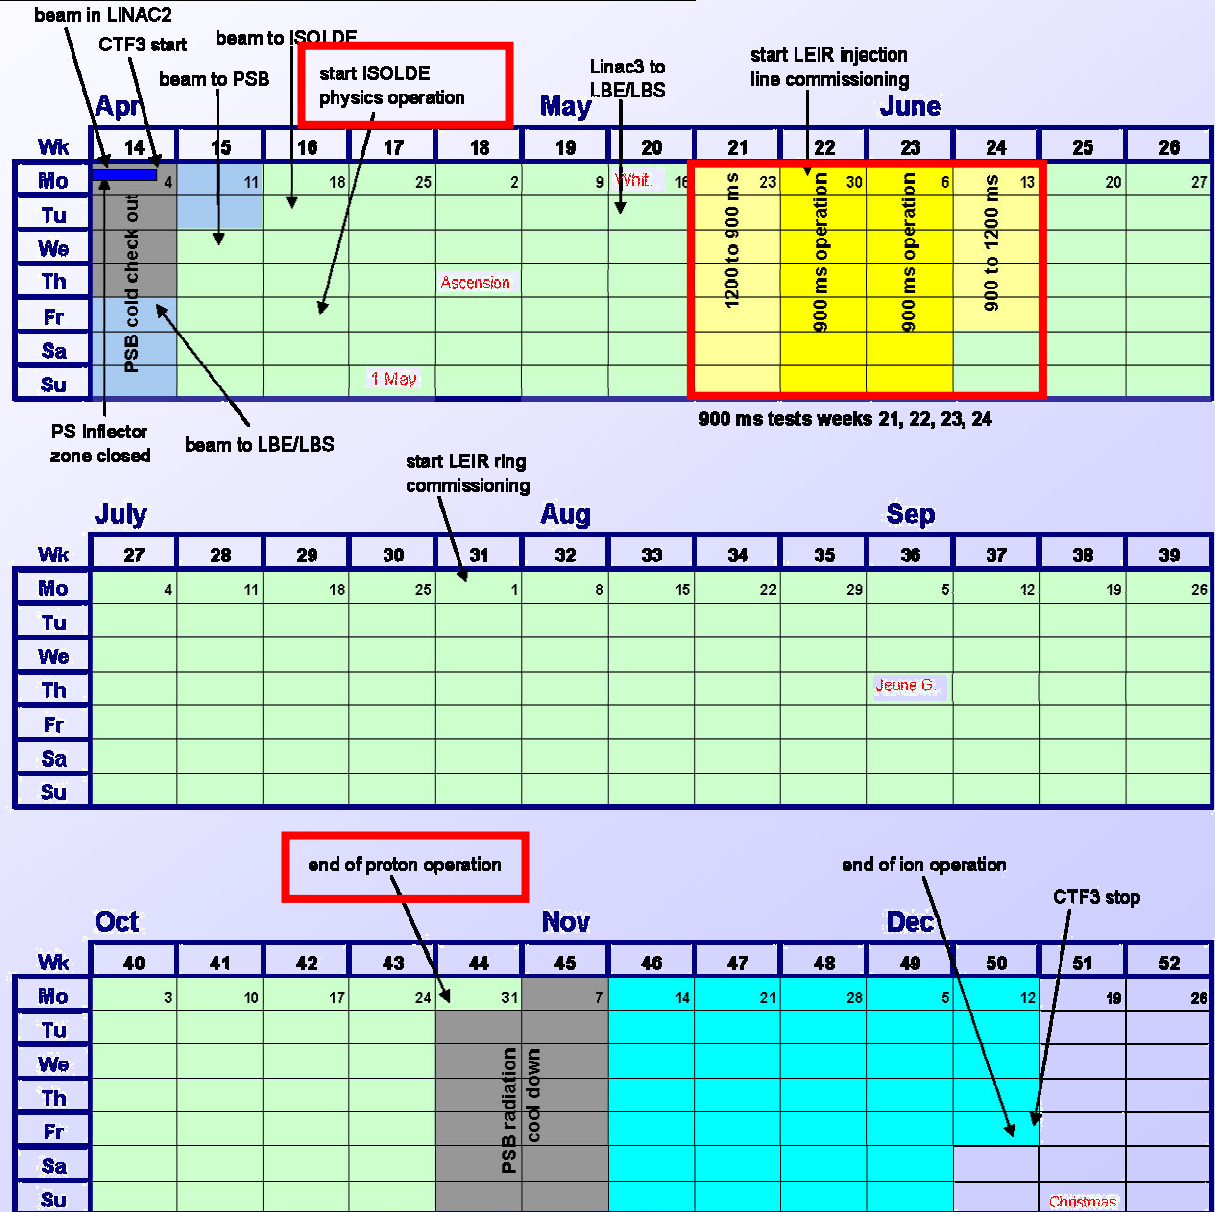 beam in LINAC2
CTF3 start
beam to ISOLDE
beam to PSB
start ISOLDE
physics operation
Linac3 to
LBE/LBS
start LEIR injection
line commissioning
Apr May June
Wk 14 15 16 17 18 19 20 21 22 23 24 25 26
Mo 4 11 18 25 2 9 Whit. 16 23 30 6 13 20 27
Tu
We
Th Ascension
Fr
Sa
Su 1 May
PSB cold check out
1200 to 900 ms
900 ms operation
900 ms operation
900 to 1200 ms
PS Inflector
zone closed
beam to LBE/LBS
900 ms tests weeks 21, 22, 23, 24
start LEIR ring
commissioning
July Aug Sep
Wk 27 28 29 30 31 32 33 34 35 36 37 38 39
Mo 4 11 18 25 1 8 15 22 29 5 12 19 26
Tu
We
Th Jeune G.
Fr
Sa
Su
end of proton operation
end of ion operation
CTF3 stop
Oct Nov Dec
Wk 40 41 42 43 44 45 46 47 48 49 50 51 52
Mo 3 10 17 24 31 7 14 21 28 5 12 19 26
Tu
We
Th
Fr
Sa
Su Christmas
PSB radiation
cool down